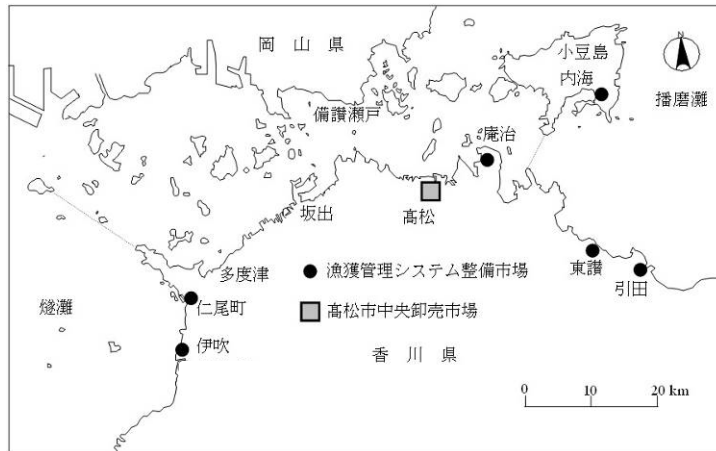 岡 山 県
小豆島
内海
N
播磨灘
備讃瀬戸
庵治
坂出
髙松
東讃
引田
多度津
● 漁獲管理システム整備市場
仁尾町
燧灘
髙松市中央卸売市場
伊吹
香 川 県
0 10 20 km